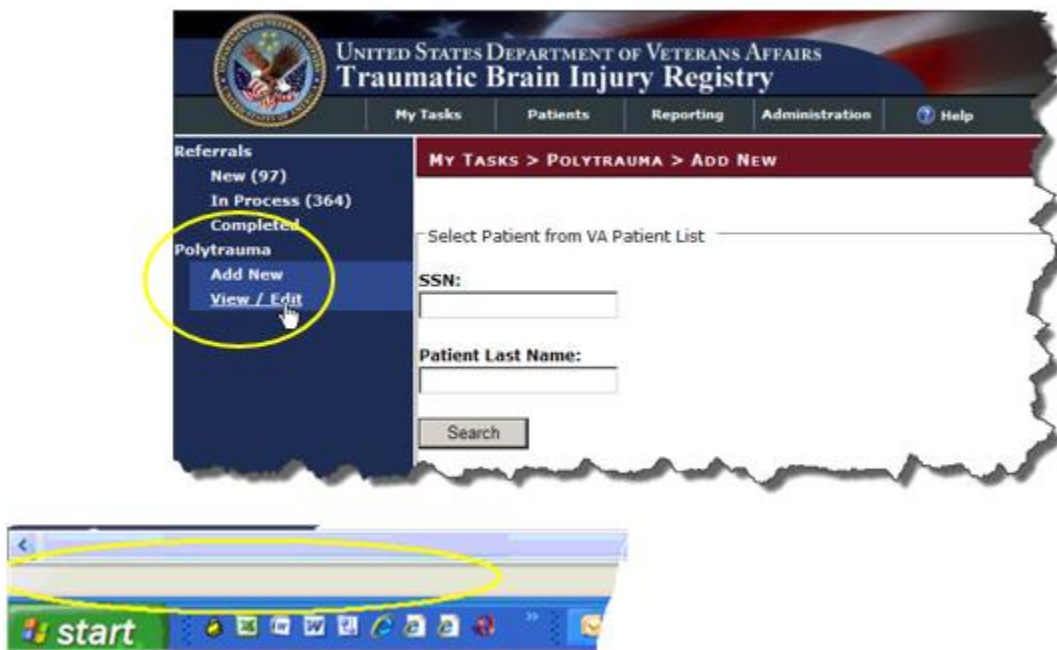 UNITED STATES DEPARTMENT OF VETERANS AFFAIRS
Traumatic Brain Injury Registry
My Tasks Patients Reporting Administration ? Help
Referrals
New (97)
In Process (364)
Completed
Polytrauma
Add New
View / Edit
MY TASKS > POLYTRAUMA > ADD NEW
Select Patient from VA Patient List
SSN:
Patient Last Name:
Search
start